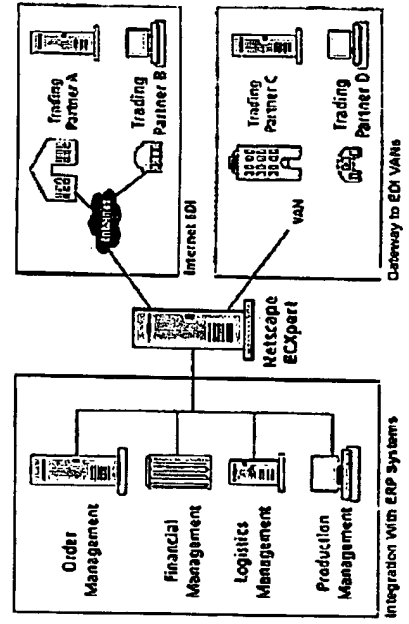 Order
Management
Financial
Management
Logistics
Management
Production
Management
Integration With ERP Systems
Netscape
ECXpert
Internet
Trading
Partner A
Trading
Partner B
Internet EDI
VAN
Trading
Partner C
Trading
Partner D
Gateway to EDI VANs